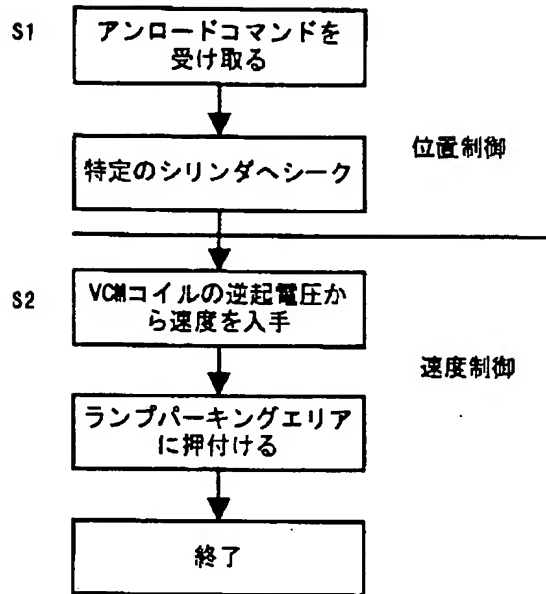 S1
アンロードコマンドを
受け取る
特定のシリンダへシーク
位置制御
S2
VCMコイルの逆起電圧か
ら速度を入手
速度制御
ランプパーキングエリア
に押付ける
終了